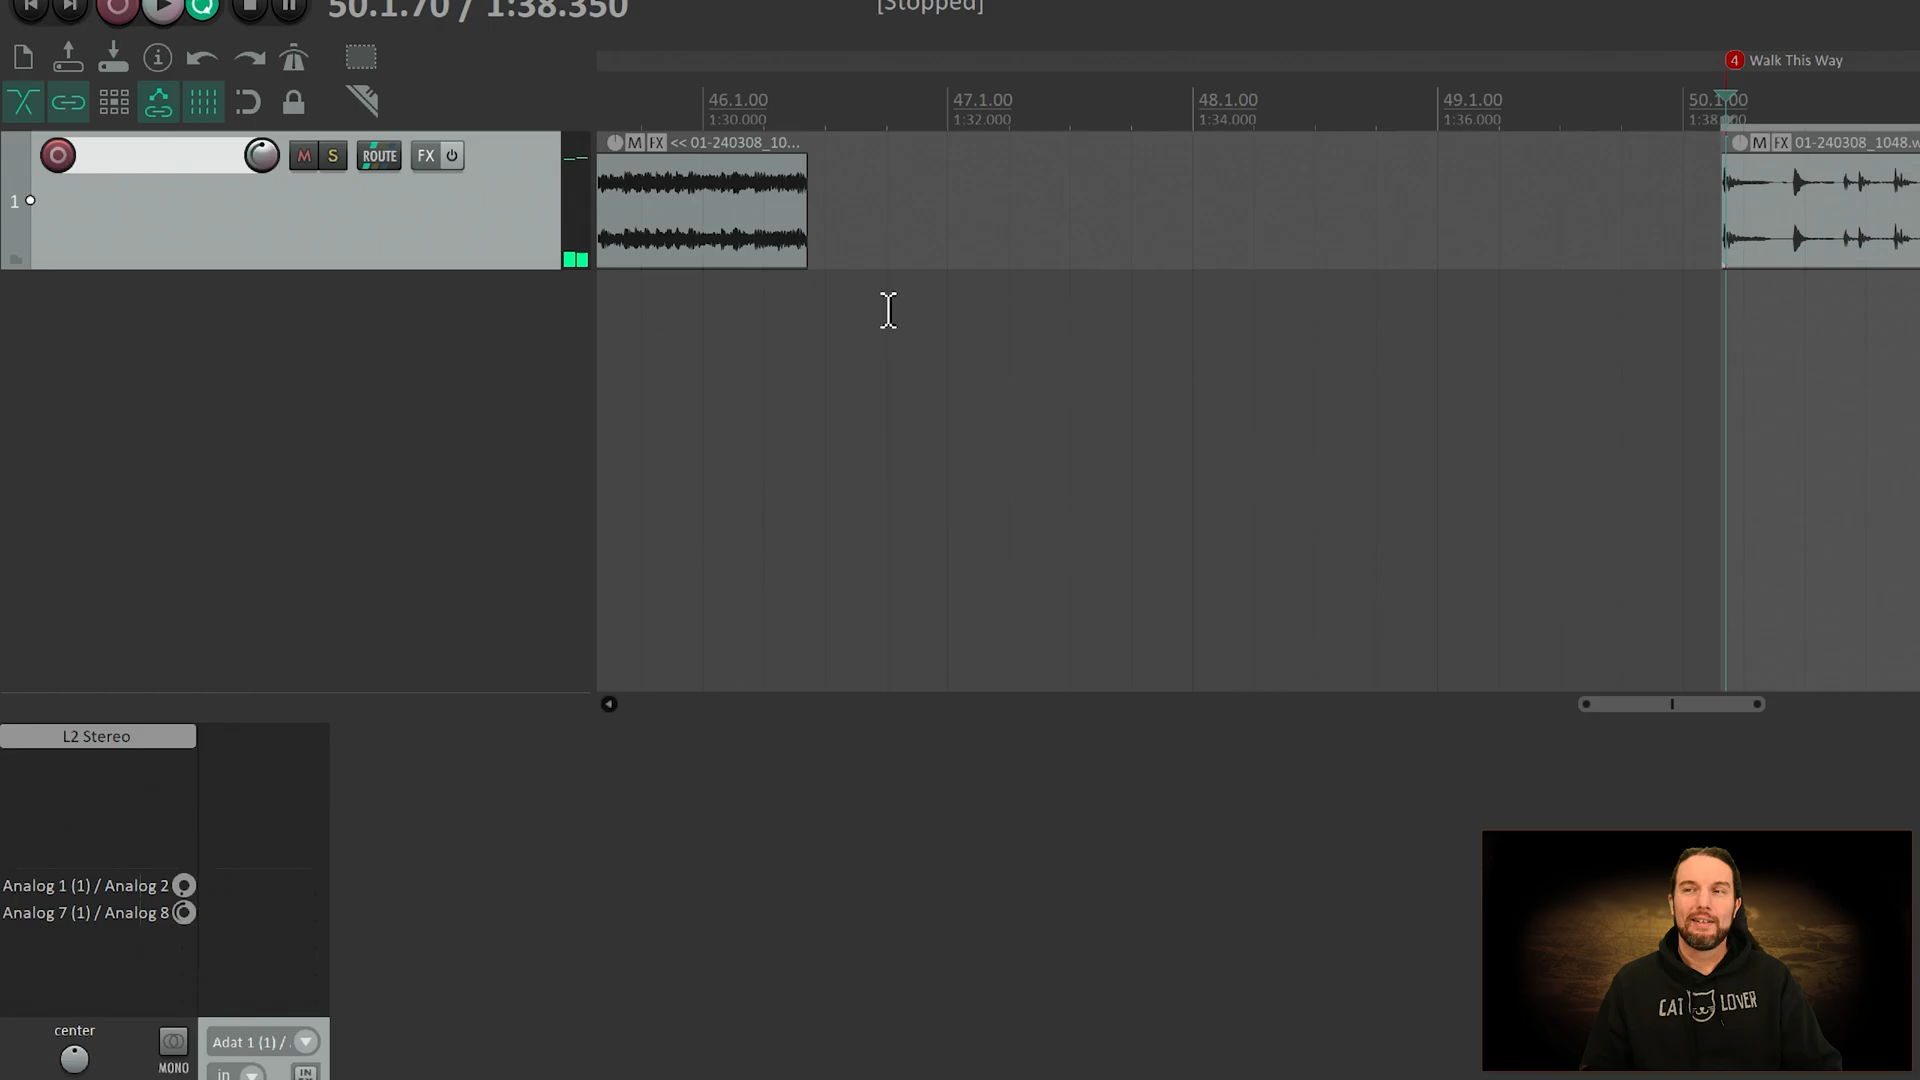 50.1.70 / 1:38.350
[Stopped]
4 Walk This Way
46.1.00
1:30.000
47.1.00
1:32.000
48.1.00
1:34.000
49.1.00
1:36.000
50.1.00
M FX << 01-240308_10...
M FX 01-240308_1048.w
M S ROUTE FX
1
L2 Stereo
Analog 1 (1) / Analog 2
Analog 7 (1) / Analog 8
center
MONO
Adat 1 (1) /
in
IN
CAT LOVER